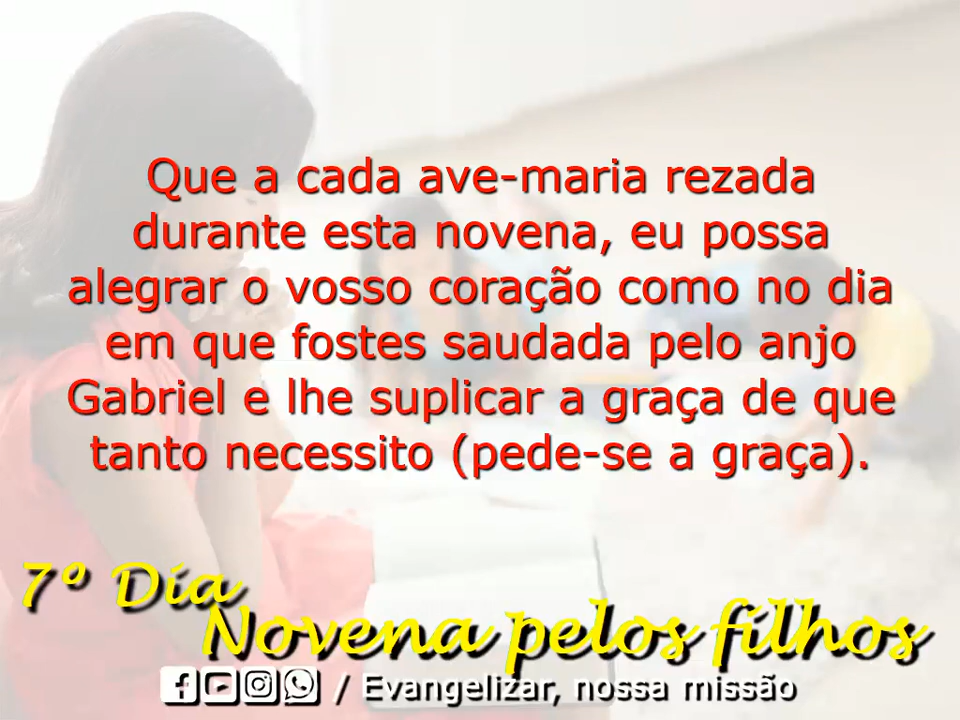 Que a cada ave-maria rezada
durante esta novena, eu possa
alegrar o vosso coração como no dia
em que fostes saudada pelo anjo
Gabriel e lhe suplicar a graça de que
tanto necessito (pede-se a graça).
7º Dia
Novena pelos filhos
/ Evangelizar, nossa missão